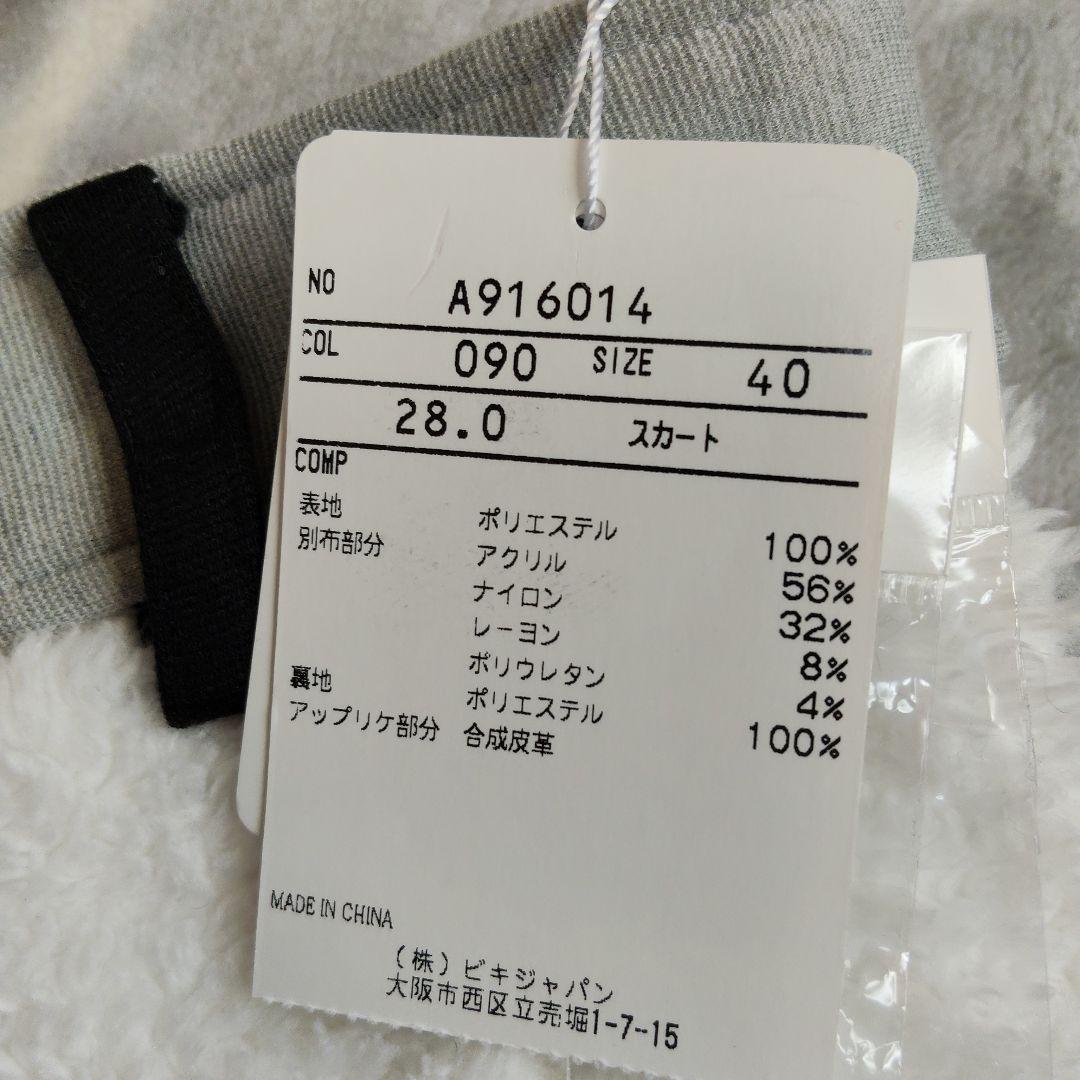 NO A916014
COL 090 SIZE 40
28.0 スカート
COMP
表地 ポリエステル 100%
別布部分 アクリル 56%
ナイロン 32%
レーヨン 8%
ポリウレタン 4%
裏地 ポリエステル 100%
アップリケ部分 合成皮革
MADE IN CHINA
(株)ビキジャパン
大阪市西区立売堀1-7-15